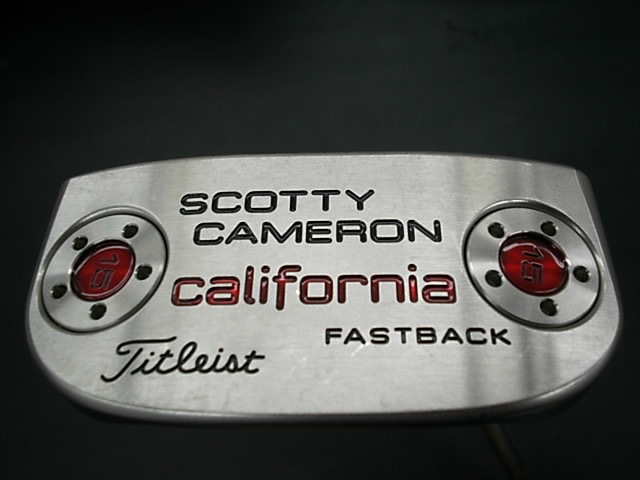 SCOTTY
CAMERON
15
california
15
FASTBACK
Titleist